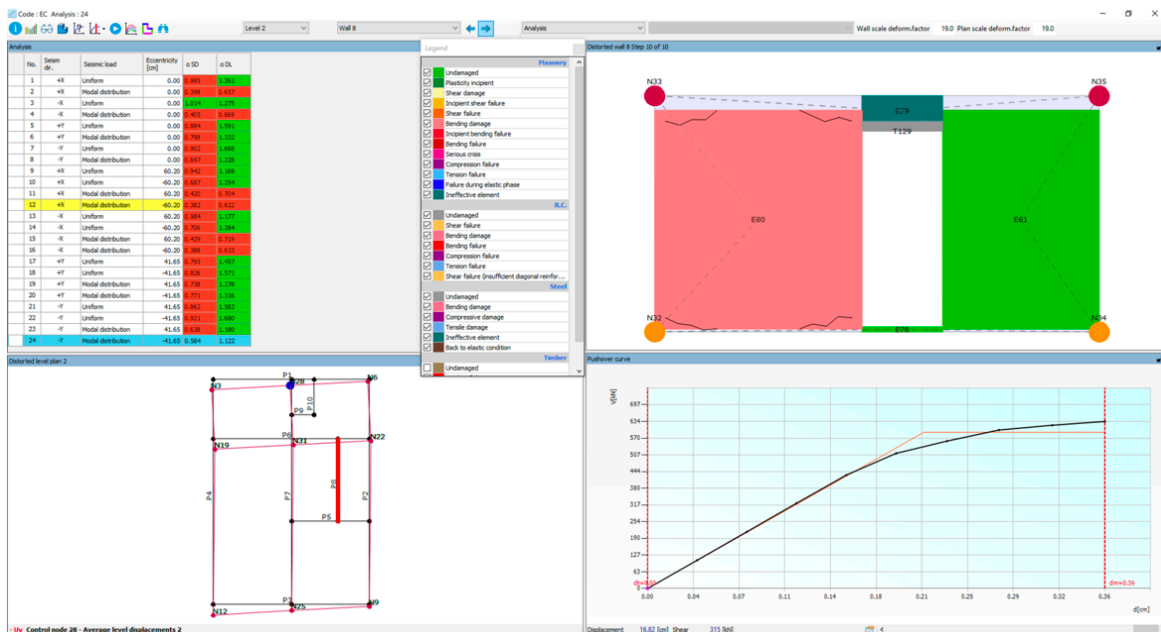 Code : EC Analysis : 24
Level 2
Wall 8
Analysis
Wall scale deform.factor 19.0 Plan scale deform.factor 19.0
Analysis
No. Seism dir. Seismic load Eccentricity [cm] α SD α DL
1 +X Uniform 0.00 0.985 1.361
2 +X Modal distribution 0.00 0.398 0.657
3 -X Uniform 0.00 1.014 1.275
4 -X Modal distribution 0.00 0.405 0.669
5 +Y Uniform 0.00 0.884 1.591
6 +Y Modal distribution 0.00 0.798 1.332
7 -Y Uniform 0.00 0.902 1.668
8 -Y Modal distribution 0.00 0.697 1.228
9 +X Uniform 60.20 0.942 1.169
10 +X Uniform -60.20 0.687 1.254
11 +X Modal distribution 60.20 0.420 0.704
12 +X Modal distribution -60.20 0.382 0.622
13 -X Uniform 60.20 0.984 1.177
14 -X Uniform -60.20 0.706 1.284
15 -X Modal distribution 60.20 0.429 0.719
16 -X Modal distribution -60.20 0.388 0.633
17 +Y Uniform 41.65 0.795 1.457
18 +Y Uniform -41.65 0.826 1.571
19 +Y Modal distribution 41.65 0.738 1.278
20 +Y Modal distribution -41.65 0.771 1.316
21 -Y Uniform 41.65 0.862 1.582
22 -Y Uniform -41.65 0.921 1.680
23 -Y Modal distribution 41.65 0.638 1.180
24 -Y Modal distribution -41.65 0.584 1.122
Legend
Masonery
Undamaged
Plasticity incipient
Shear damage
Incipient shear failure
Shear failure
Bending damage
Incipient bending failure
Bending failure
Serious crisis
Compression failure
Tension failure
Failure during elastic phase
Ineffective element
R.C.
Undamaged
Shear failure
Bending damage
Bending failure
Compression failure
Tension failure
Shear failure (insufficient diagonal reinfor...
Steel
Undamaged
Bending damage
Compressive damage
Tensile damage
Ineffective element
Back to elastic condition
Timber
Undamaged
Distorted wall 8 Step 10 of 10
N33
N35
E79
T129
E80
E81
N32
N34
E78
Distorted level plan 2
P1
N3
N28
N6
P9
P10
P6
N19
N31
N22
P4
P7
P8
P2
P5
P3
N12
N25
N9
- Uy Control node 28 - Average level displacements 2
Pushover curve
V[kN]
697
634
570
507
444
380
317
254
190
127
63
0
dt=0.00
dm=0.36
0.00 0.04 0.07 0.11 0.14 0.18 0.22 0.25 0.29 0.32 0.36
d[cm]
Displacement 16,82 [cm] Shear 315 [kN]